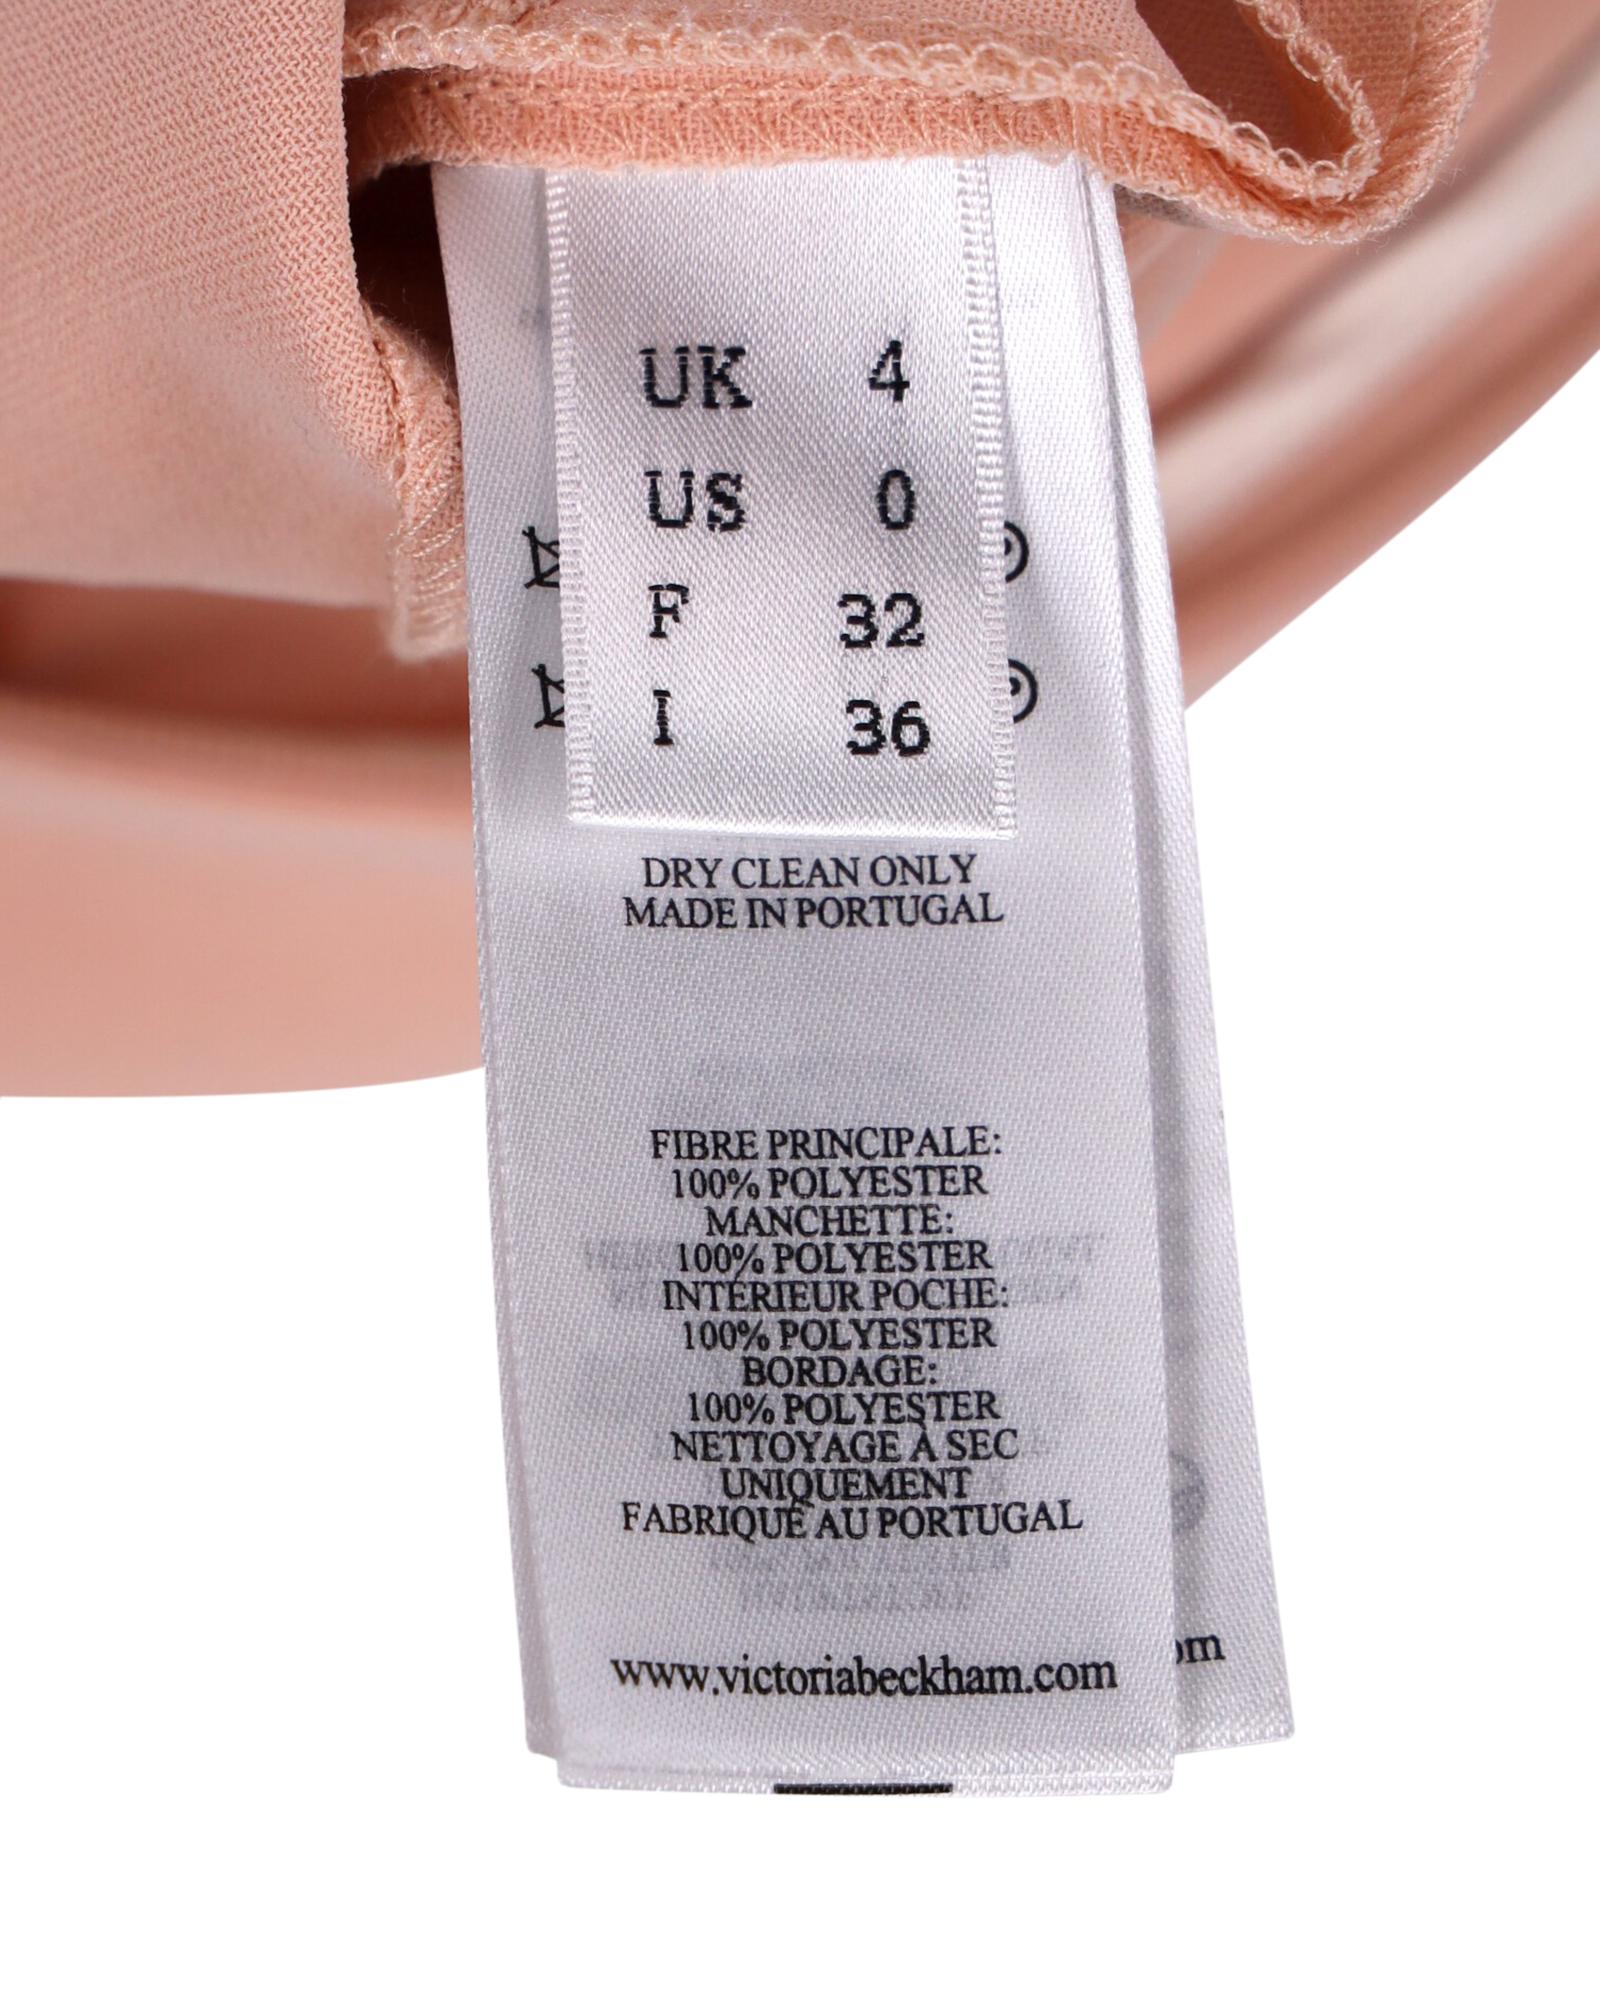 UK 4
US 0
F 32
I 36
DRY CLEAN ONLY
MADE IN PORTUGAL
FIBRE PRINCIPALE:
100% POLYESTER
MANCHETTE:
100% POLYESTER
INTÉRIEUR POCHE:
100% POLYESTER
BORDAGE:
100% POLYESTER
NETTOYAGE À SEC
UNIQUEMENT
FABRIQUÉ AU PORTUGAL
www.victoriabeckham.com
om